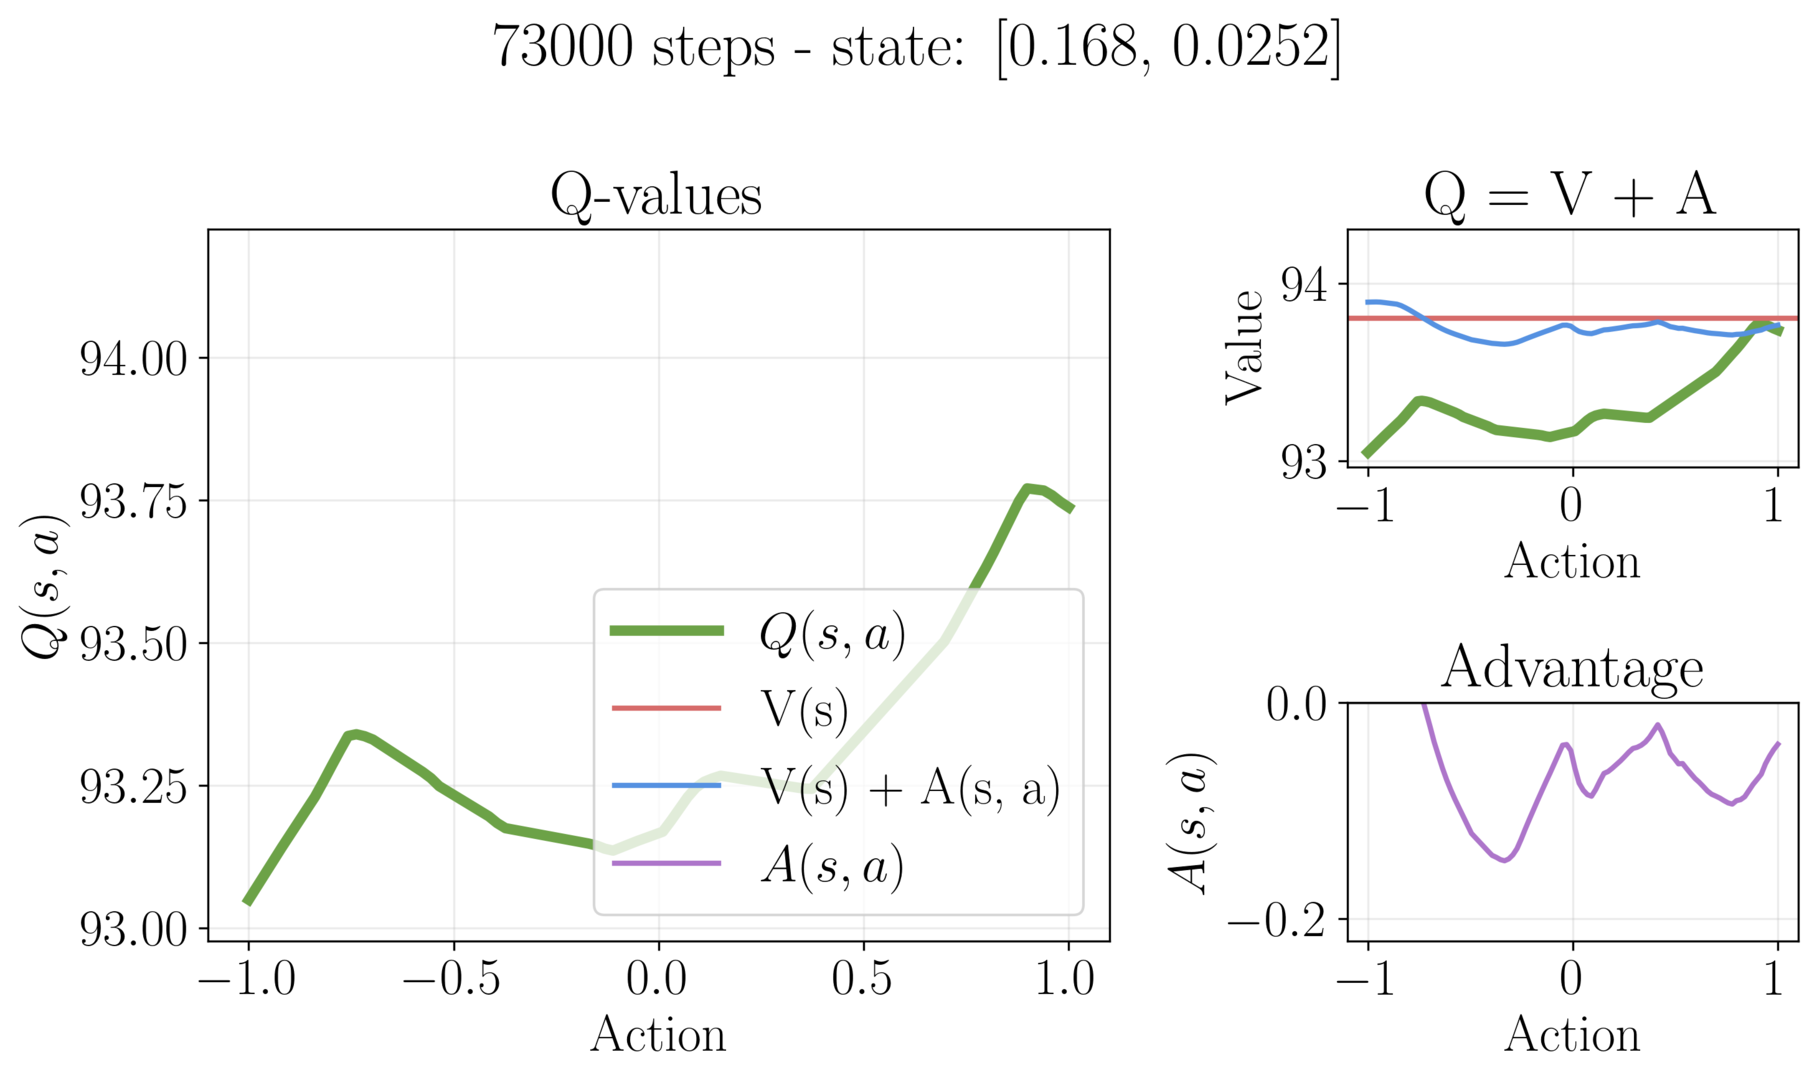 73000 steps - state: [0.168, 0.0252]
Q-values
Q(s, a)
94.00
93.75
93.50
93.25
93.00
−1.0 −0.5 0.0 0.5 1.0
Action
Q(s, a)
V(s)
V(s) + A(s, a)
A(s, a)
Q = V + A
Value
94
93
−1 0 1
Action
Advantage
A(s, a)
0.0
−0.2
−1 0 1
Action